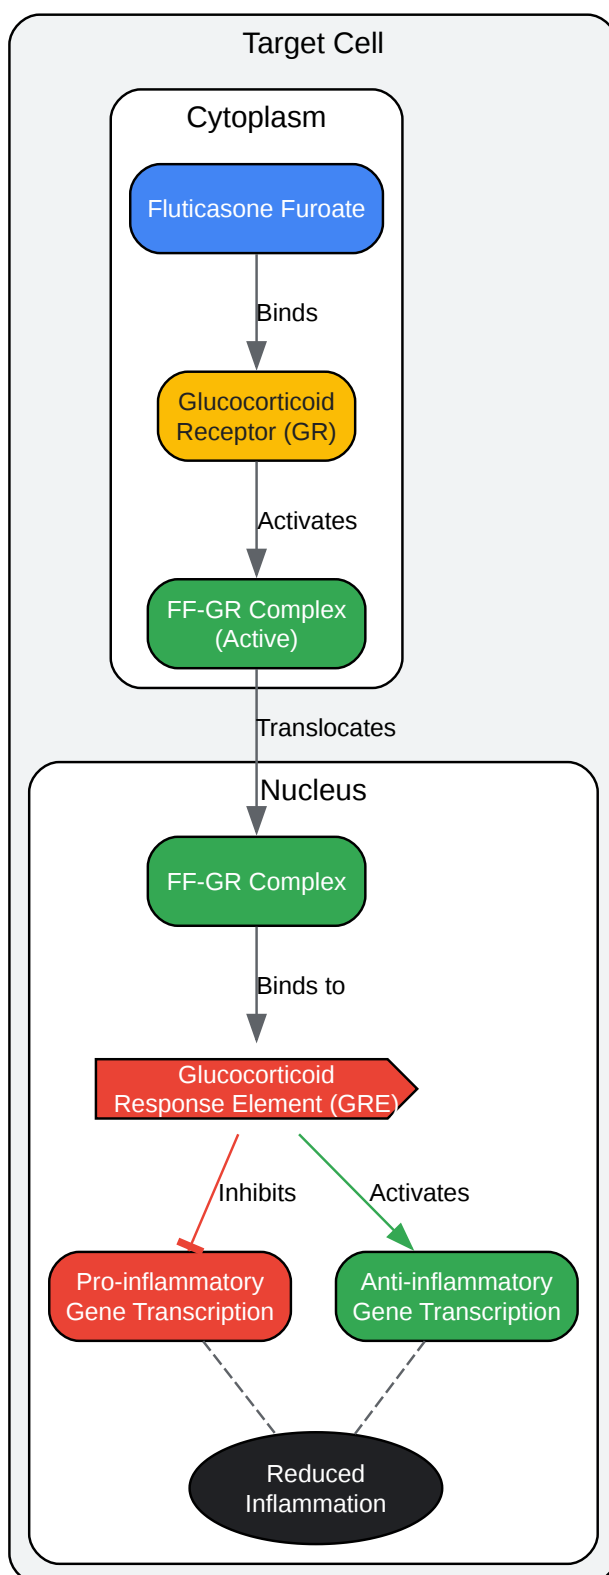 Target Cell
Cytoplasm
Fluticasone Furoate
Binds
Glucocorticoid
Receptor (GR)
Activates
FF-GR Complex
(Active)
Translocates
Nucleus
FF-GR Complex
Binds to
Glucocorticoid
Response Element (GRE)
Inhibits
Activates
Pro-inflammatory
Gene Transcription
Anti-inflammatory
Gene Transcription
Reduced
Inflammation